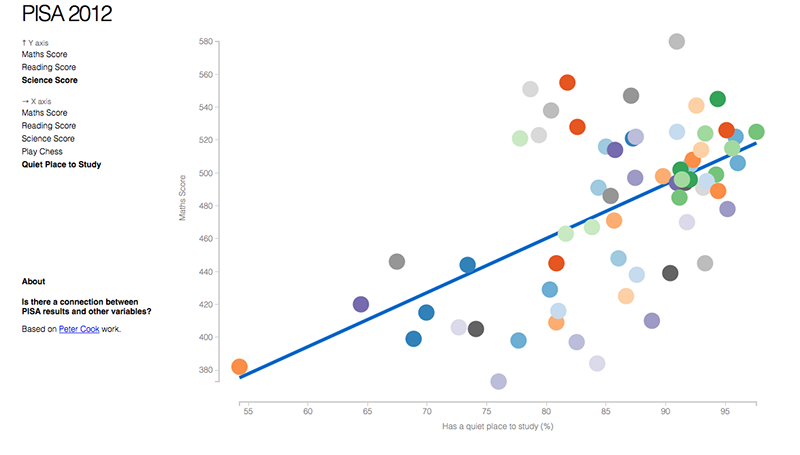 PISA 2012
↑ Y axis
Maths Score
Reading Score
Science Score
→ X axis
Maths Score
Reading Score
Science Score
Play Chess
Quiet Place to Study
About
Is there a connection between
PISA results and other variables?
Based on Peter Cook work.
580
560
540
520
500
480
460
440
420
400
380
Maths Score
55 60 65 70 75 80 85 90 95
Has a quiet place to study (%)